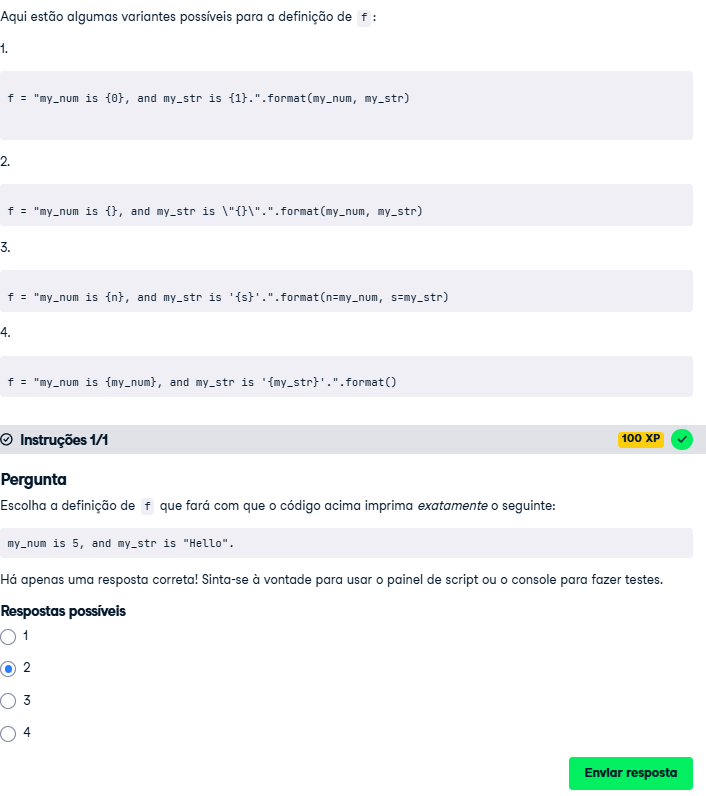 Aqui estão algumas variantes possíveis para a definição de f:
1.
f = "my_num is {0}, and my_str is {1}.".format(my_num, my_str)
2.
f = "my_num is {}, and my_str is \"{}\".".format(my_num, my_str)
3.
f = "my_num is {n}, and my_str is '{s}'.".format(n=my_num, s=my_str)
4.
f = "my_num is {my_num}, and my_str is '{my_str}'.".format()
Instruções 1/1
100 XP
Pergunta
Escolha a definição de f que fará com que o código acima imprima exatamente o seguinte:
my_num is 5, and my_str is "Hello".
Há apenas uma resposta correta! Sinta-se à vontade para usar o painel de script ou o console para fazer testes.
Respostas possíveis
1
2
3
4
Enviar resposta